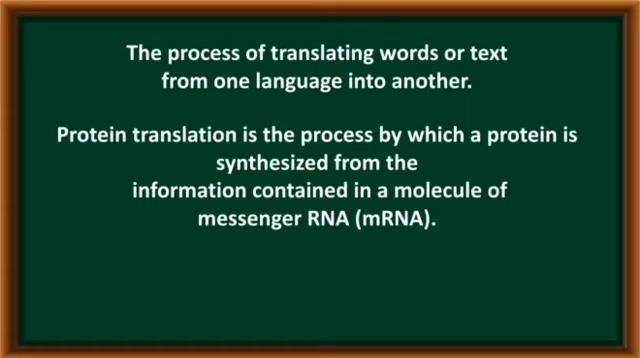 The process of translating words or text
from one language into another.
Protein translation is the process by which a protein is
synthesized from the
information contained in a molecule of
messenger RNA (mRNA).